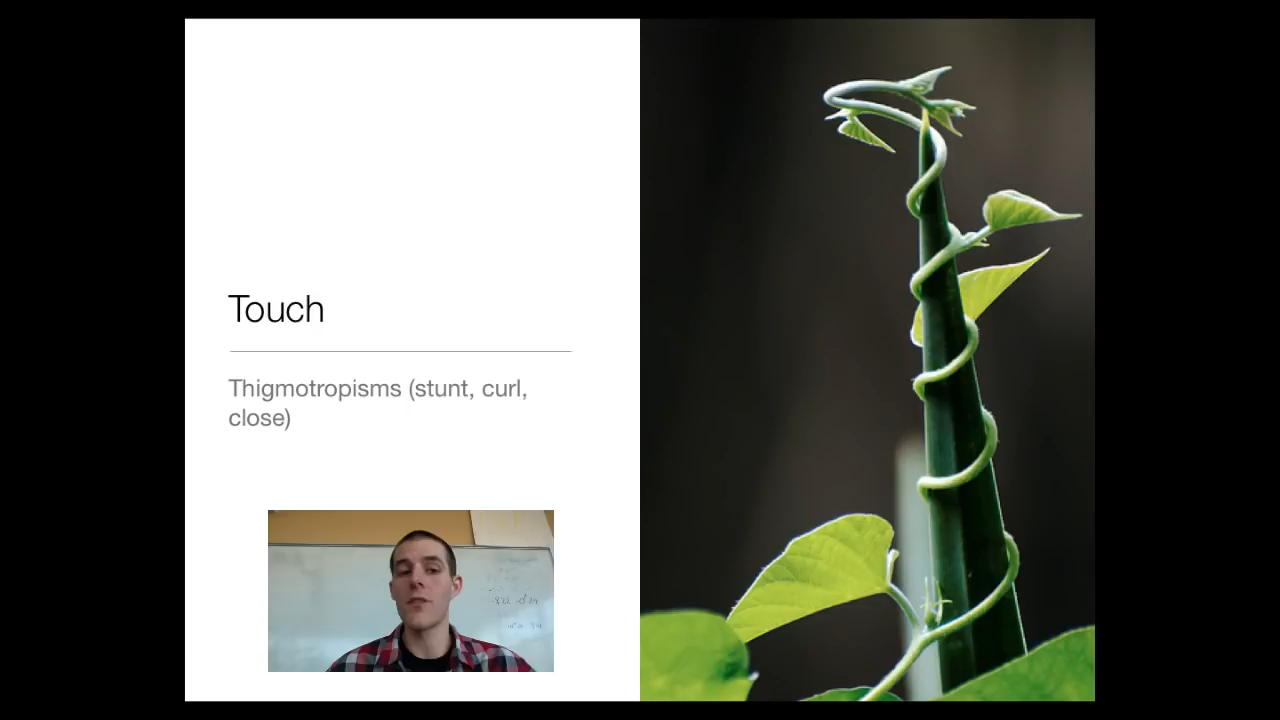 Touch
Thigmotropisms (stunt, curl,
close)